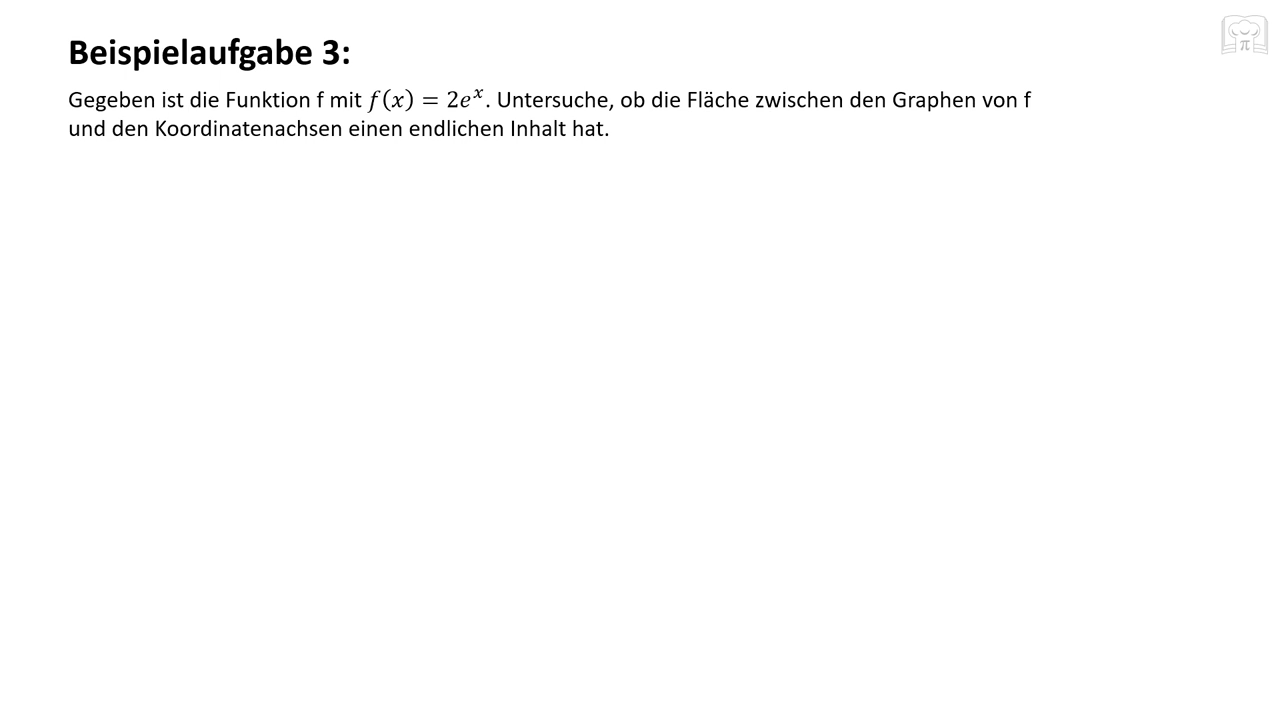 Beispielaufgabe 3:
Gegeben ist die Funktion f mit f(x) = 2eˣ. Untersuche, ob die Fläche zwischen den Graphen von f
und den Koordinatenachsen einen endlichen Inhalt hat.
π